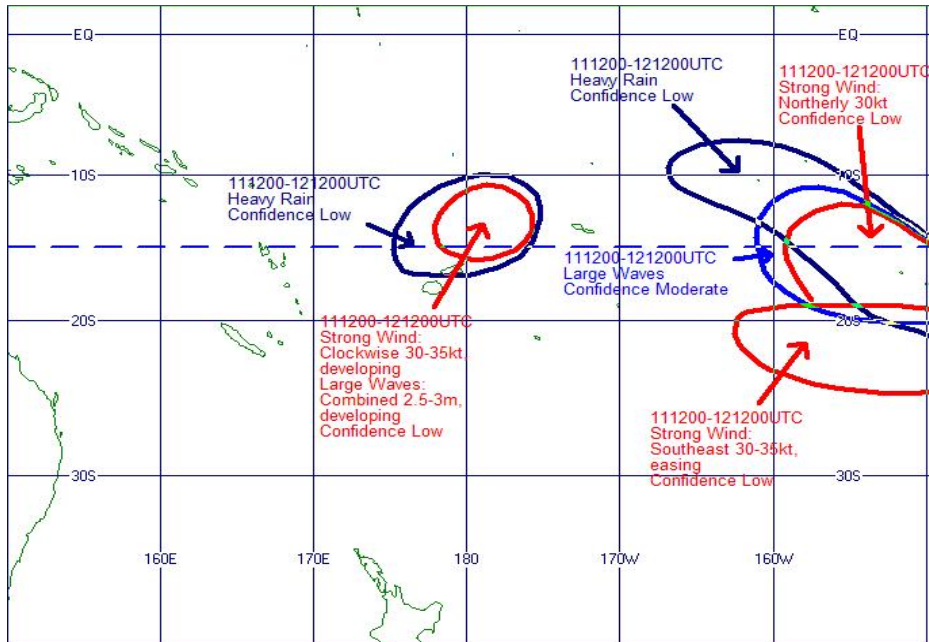 EQ
EQ
111200-121200UTC
Heavy Rain
Confidence Low
111200-121200UTC
Strong Wind:
Northerly 30kt
Confidence Low
10S
10S
111200-121200UTC
Heavy Rain
Confidence Low
111200-121200UTC
Large Waves
Confidence Moderate
20S
20S
111200-121200UTC
Strong Wind:
Clockwise 30-35kt,
developing
Large Waves:
Combined 2.5-3m,
developing
Confidence Low
111200-121200UTC
Strong Wind:
Southeast 30-35kt,
easing
Confidence Low
30S
30S
160E
170E
180
170W
160W